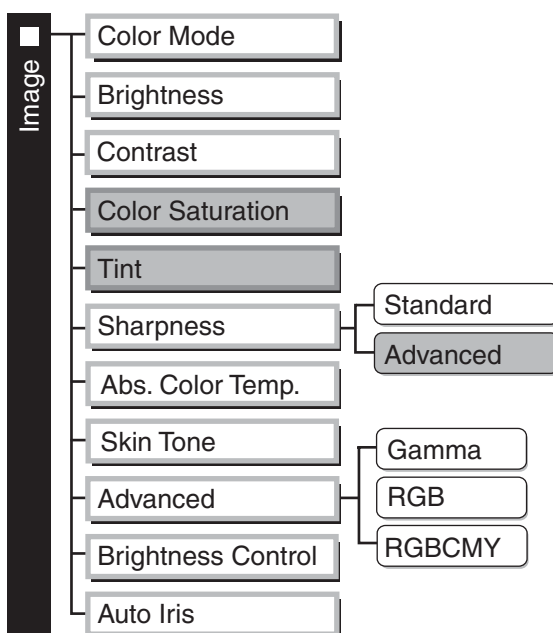 Image
Color Mode
Brightness
Contrast
Color Saturation
Tint
Sharpness
Standard
Advanced
Abs. Color Temp.
Skin Tone
Advanced
Gamma
RGB
RGBCMY
Brightness Control
Auto Iris